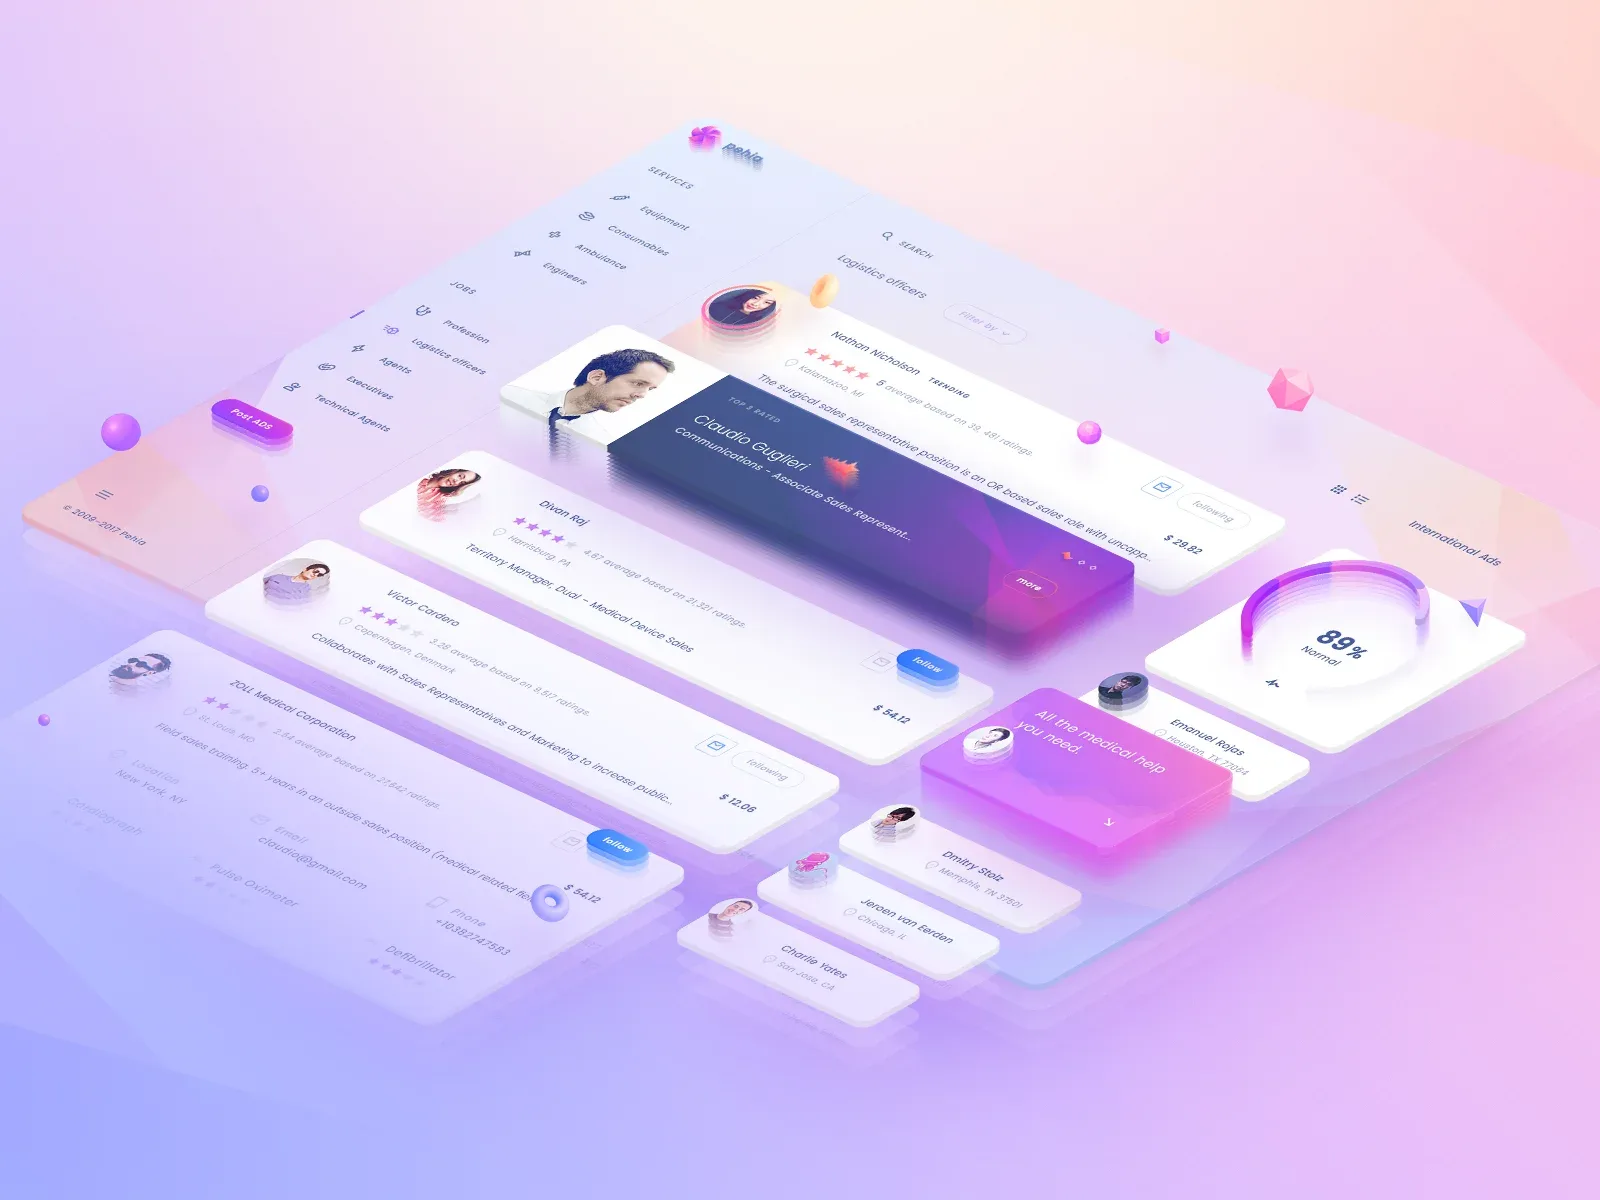 pehia
SERVICES
Equipment
Consumables
Ambulance
Engineers
JOBS
Profession
Logistics officers
Agents
Executives
Technical Agents
Post ADS
© 2009-2017 Pehia
SEARCH
Logistics officers
Filter by
Nathan Nicholson TRENDING
5 average based on 39, 481 ratings.
Kalamazoo, MI
The surgical sales representative position is an OR based sales role with uncapp...
following
$ 29.82
TOP 2 RATED
Claudio Guglieri
Communications - Associate Sales Represent...
more
Divan Raj
4.87 average based on 21,321 ratings.
Harrisburg, PA
Territory Manager, Dual - Medical Device Sales
follow
$ 54.12
Victor Cardero
3.28 average based on 8,517 ratings.
Copenhagen, Denmark
Collaborates with Sales Representatives and Marketing to increase public...
following
$ 12.06
ZOLL Medical Corporation
2.54 average based on 27,642 ratings.
St. Louis, MO
Field sales training. 5+ years in an outside sales position (medical related
follow
$ 54.12
Location
New York, NY
Email
claudio@gmail.com
Phone
+10382747583
Pulse Oximeter
Defibrillator
International Ads
89%
Normal
Emanuel Rojas
Houston, TX 77064
All the medical help
you need.
Dmitry Stolz
Memphis, TN 37501
Jeroen van Eerden
Chicago, IL
Charlie Yates
San Jose, CA